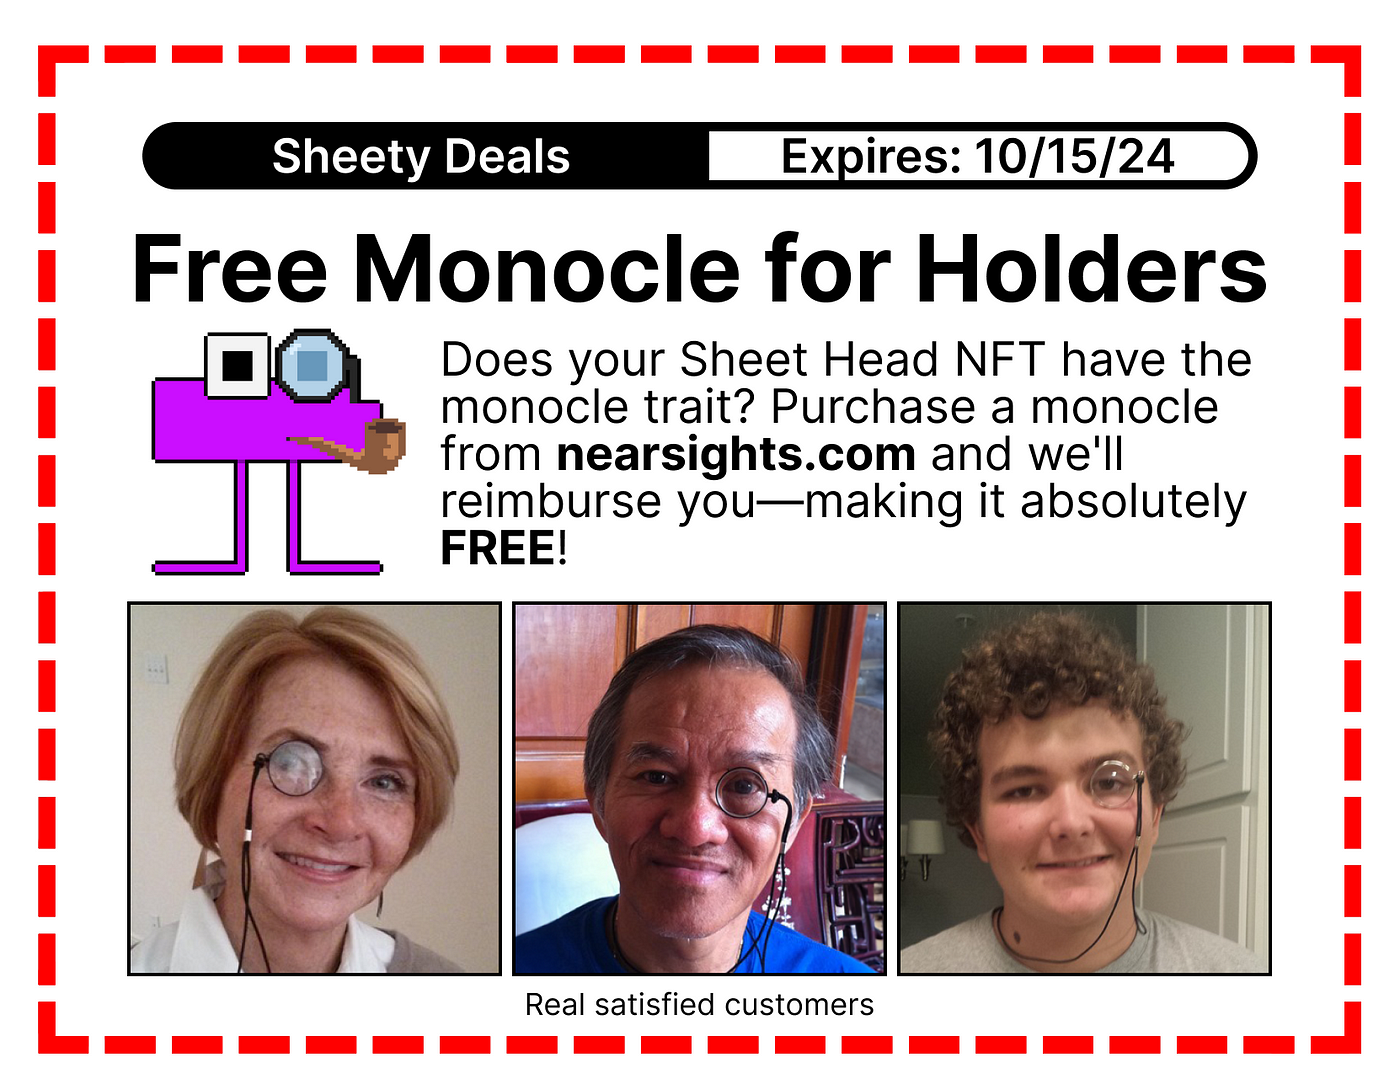 Sheety Deals
Expires: 10/15/24
Free Monocle for Holders
Does your Sheet Head NFT have the
monocle trait? Purchase a monocle
from nearsights.com and we'll
reimburse you—making it absolutely
FREE!
Real satisfied customers